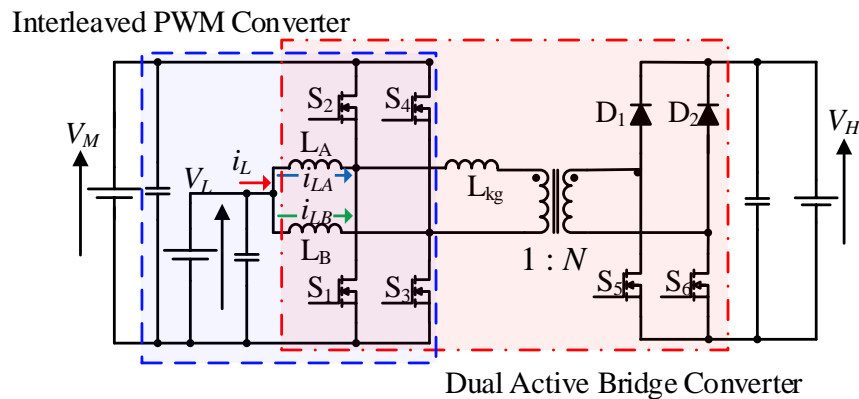 Interleaved PWM Converter
S2
S4
D1
D2
VM
VH
LA
iL
VL
iLA
Lkg
iLB
LB
1 : N
S1
S3
S5
S6
Dual Active Bridge Converter